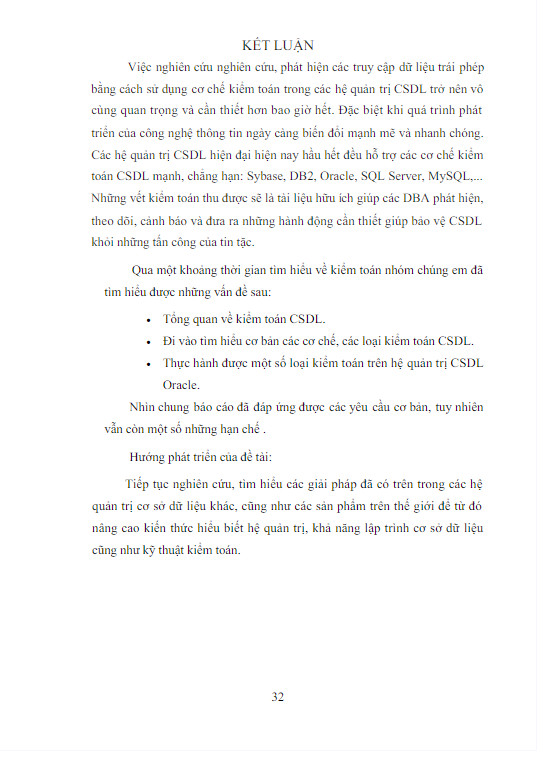 KẾT LUẬN
Việc nghiên cứu nghiên cứu, phát hiện các truy cập dữ liệu trái phép
bằng cách sử dụng cơ chế kiểm toán trong các hệ quản trị CSDL trở nên vô
cùng quan trọng và cần thiết hơn bao giờ hết. Đặc biệt khi quá trình phát
triển của công nghệ thông tin ngày càng biến đổi mạnh mẽ và nhanh chóng.
Các hệ quản trị CSDL hiện đại hiện nay hầu hết đều hỗ trợ các cơ chế kiểm
toán CSDL mạnh, chẳng hạn: Sybase, DB2, Oracle, SQL Server, MySQL,...
Những vết kiểm toán thu được sẽ là tài liệu hữu ích giúp các DBA phát hiện,
theo dõi, cảnh báo và đưa ra những hành động cần thiết giúp bảo vệ CSDL
khỏi những tấn công của tin tặc.
Qua một khoảng thời gian tìm hiểu về kiểm toán nhóm chúng em đã
tìm hiểu được những vấn đề sau:
• Tổng quan về kiểm toán CSDL.
• Đi vào tìm hiểu cơ bản các cơ chế, các loại kiểm toán CSDL.
• Thực hành được một số loại kiểm toán trên hệ quản trị CSDL
Oracle.
Nhìn chung báo cáo đã đáp ứng được các yêu cầu cơ bản, tuy nhiên
vẫn còn một số những hạn chế .
Hướng phát triển của đề tài:
Tiếp tục nghiên cứu, tìm hiểu các giải pháp đã có trên trong các hệ
quản trị cơ sở dữ liệu khác, cũng như các sản phẩm trên thế giới để từ đó
nâng cao kiến thức hiểu biết hệ quản trị, khả năng lập trình cơ sở dữ liệu
cũng như kỹ thuật kiểm toán.
32